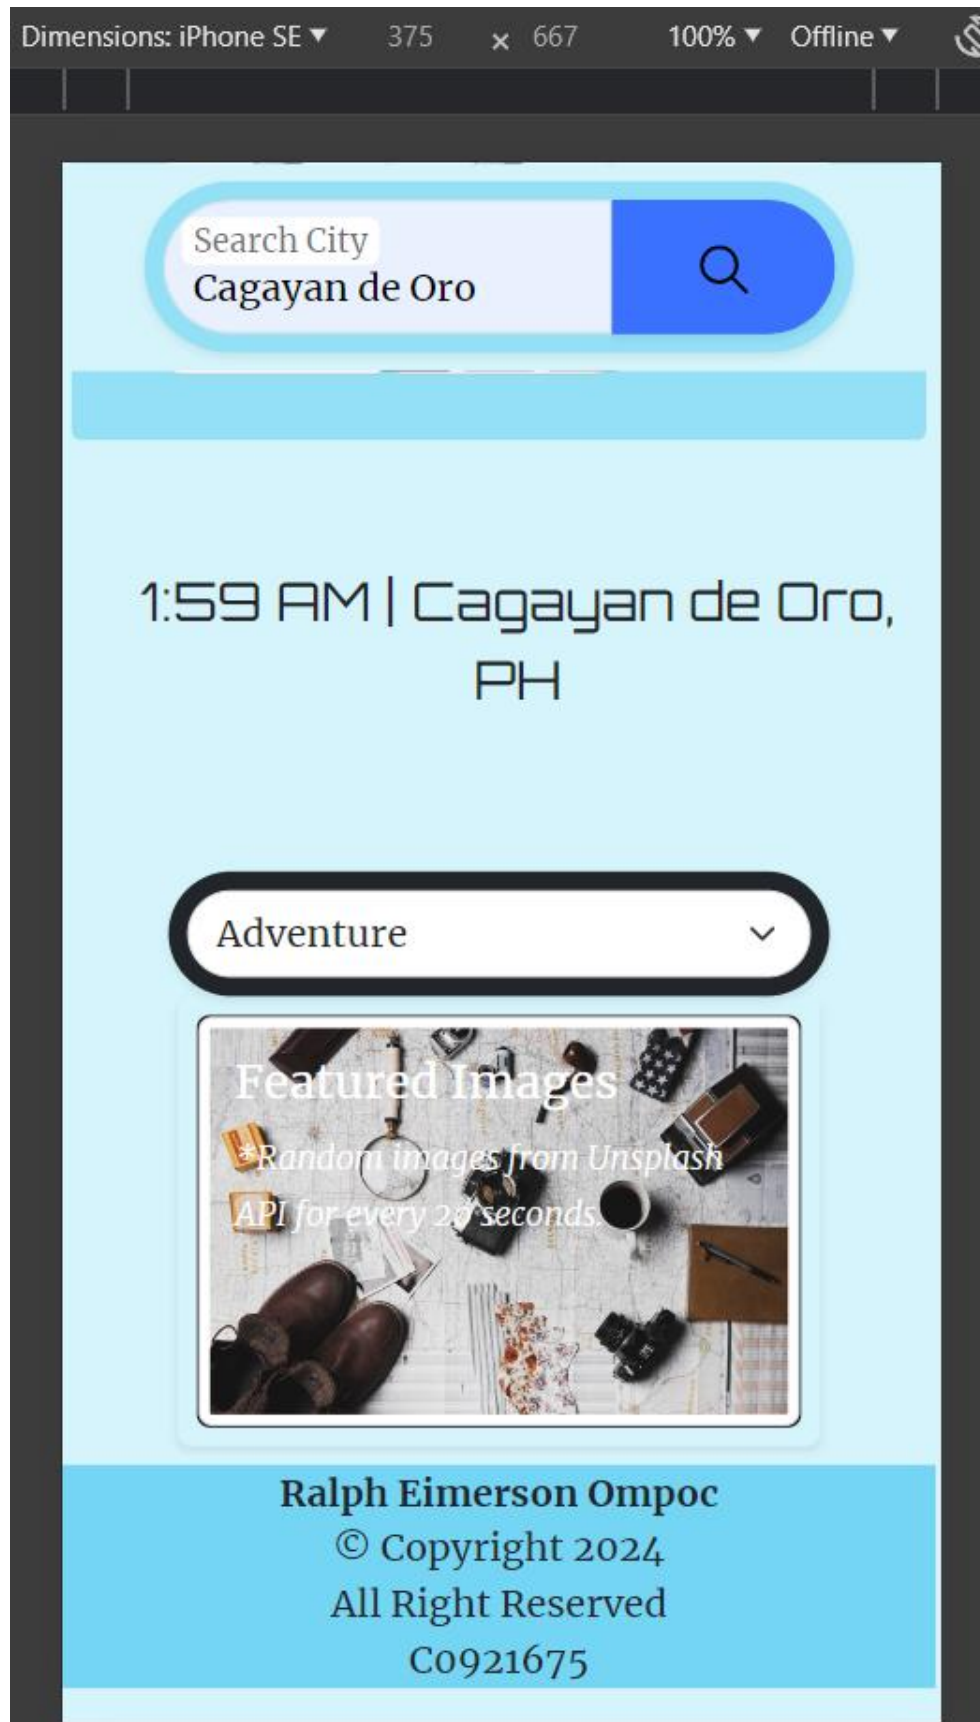 Dimensions: iPhone SE ▼ 375 × 667 100% ▼ Offline ▼
Search City
Cagayan de Oro
1:59 AM | Cagayan de Oro,
PH
Adventure
Featured Images
*Random images from Unsplash
API for every 20 seconds.
Ralph Eimerson Ompoc
© Copyright 2024
All Right Reserved
C0921675